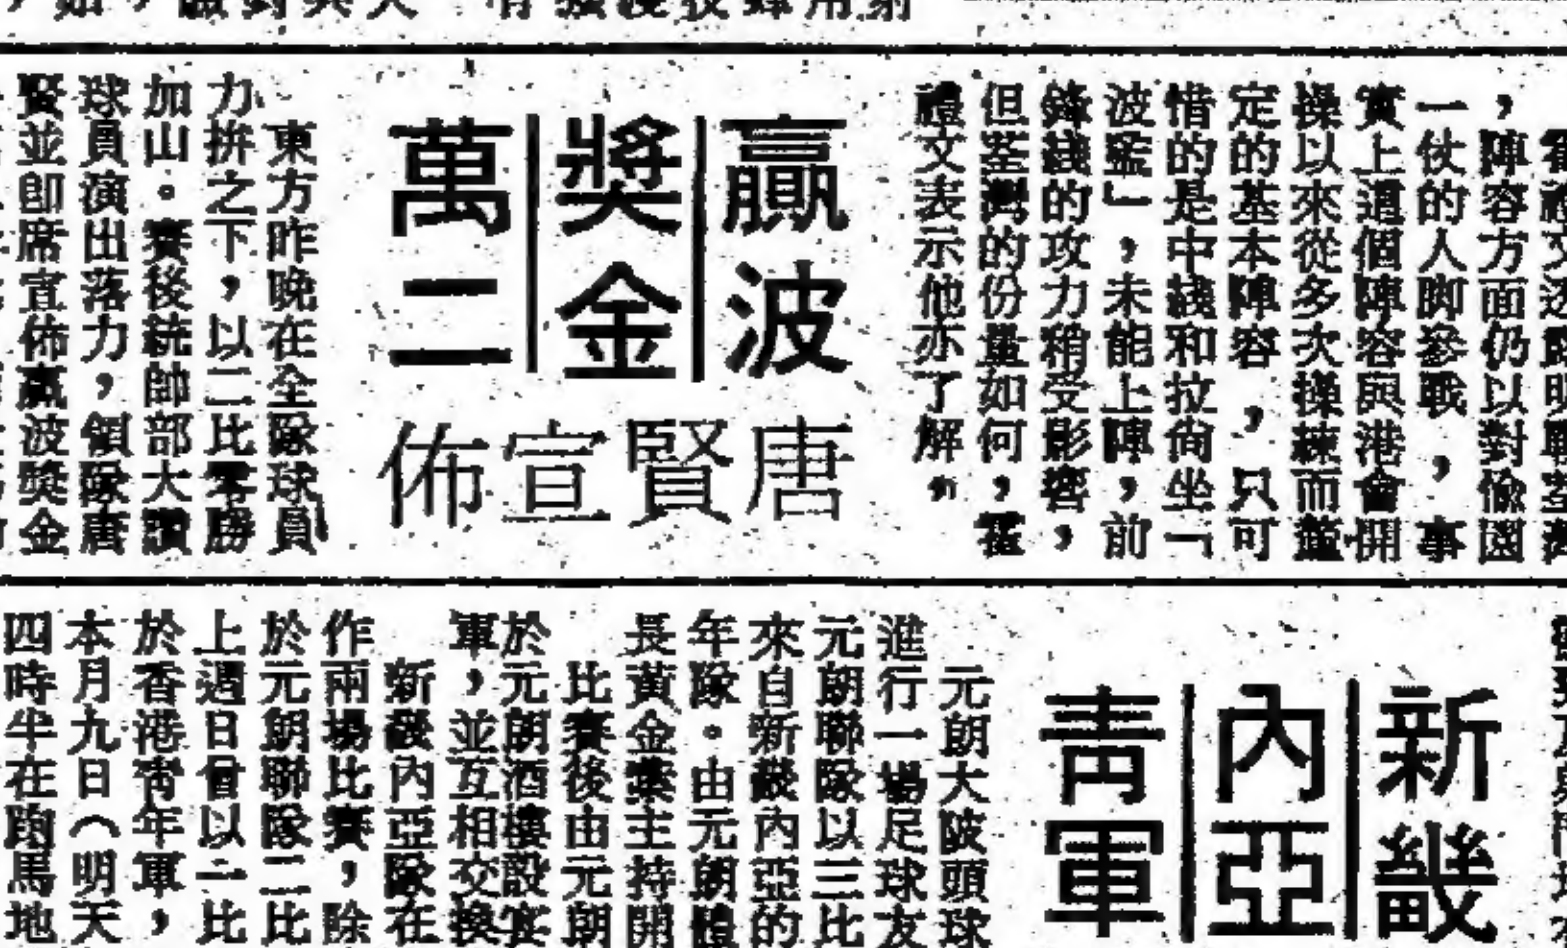 ，陣容方面仍以對愉園
一仗的人脚參戰，事
實上這個陣容與港會開
操以來從多次操練而鑑
定的基本陣容，只可
惜的是中綫和拉尙坐「
波監」，未能上陣，前
鋒綫的攻力稍受影響，
但荃灣的份量如何，霍
禮文表示他亦了解。
贏波
獎金
萬二
唐賢宣佈
東方昨晚在全隊球員
力拼之下，以二比零勝
加山。賽後統帥部大讚
球員演出落力，領隊唐
賢並卽席宣佈贏波獎金
新畿
內亞
靑軍
元朗大陂頭球
進行一場足球友
元朗聯隊以三比
來自新畿內亞的
年隊。由元朗體
長黃金業主持開
比賽後由元朗
於元朗酒樓設宴
軍，並互相交換
新畿內亞隊在
作兩場比賽，除
於元朗聯隊二比
上週日曾以二比
於香港靑年軍，
本月九日（明天
四時半在跑馬地